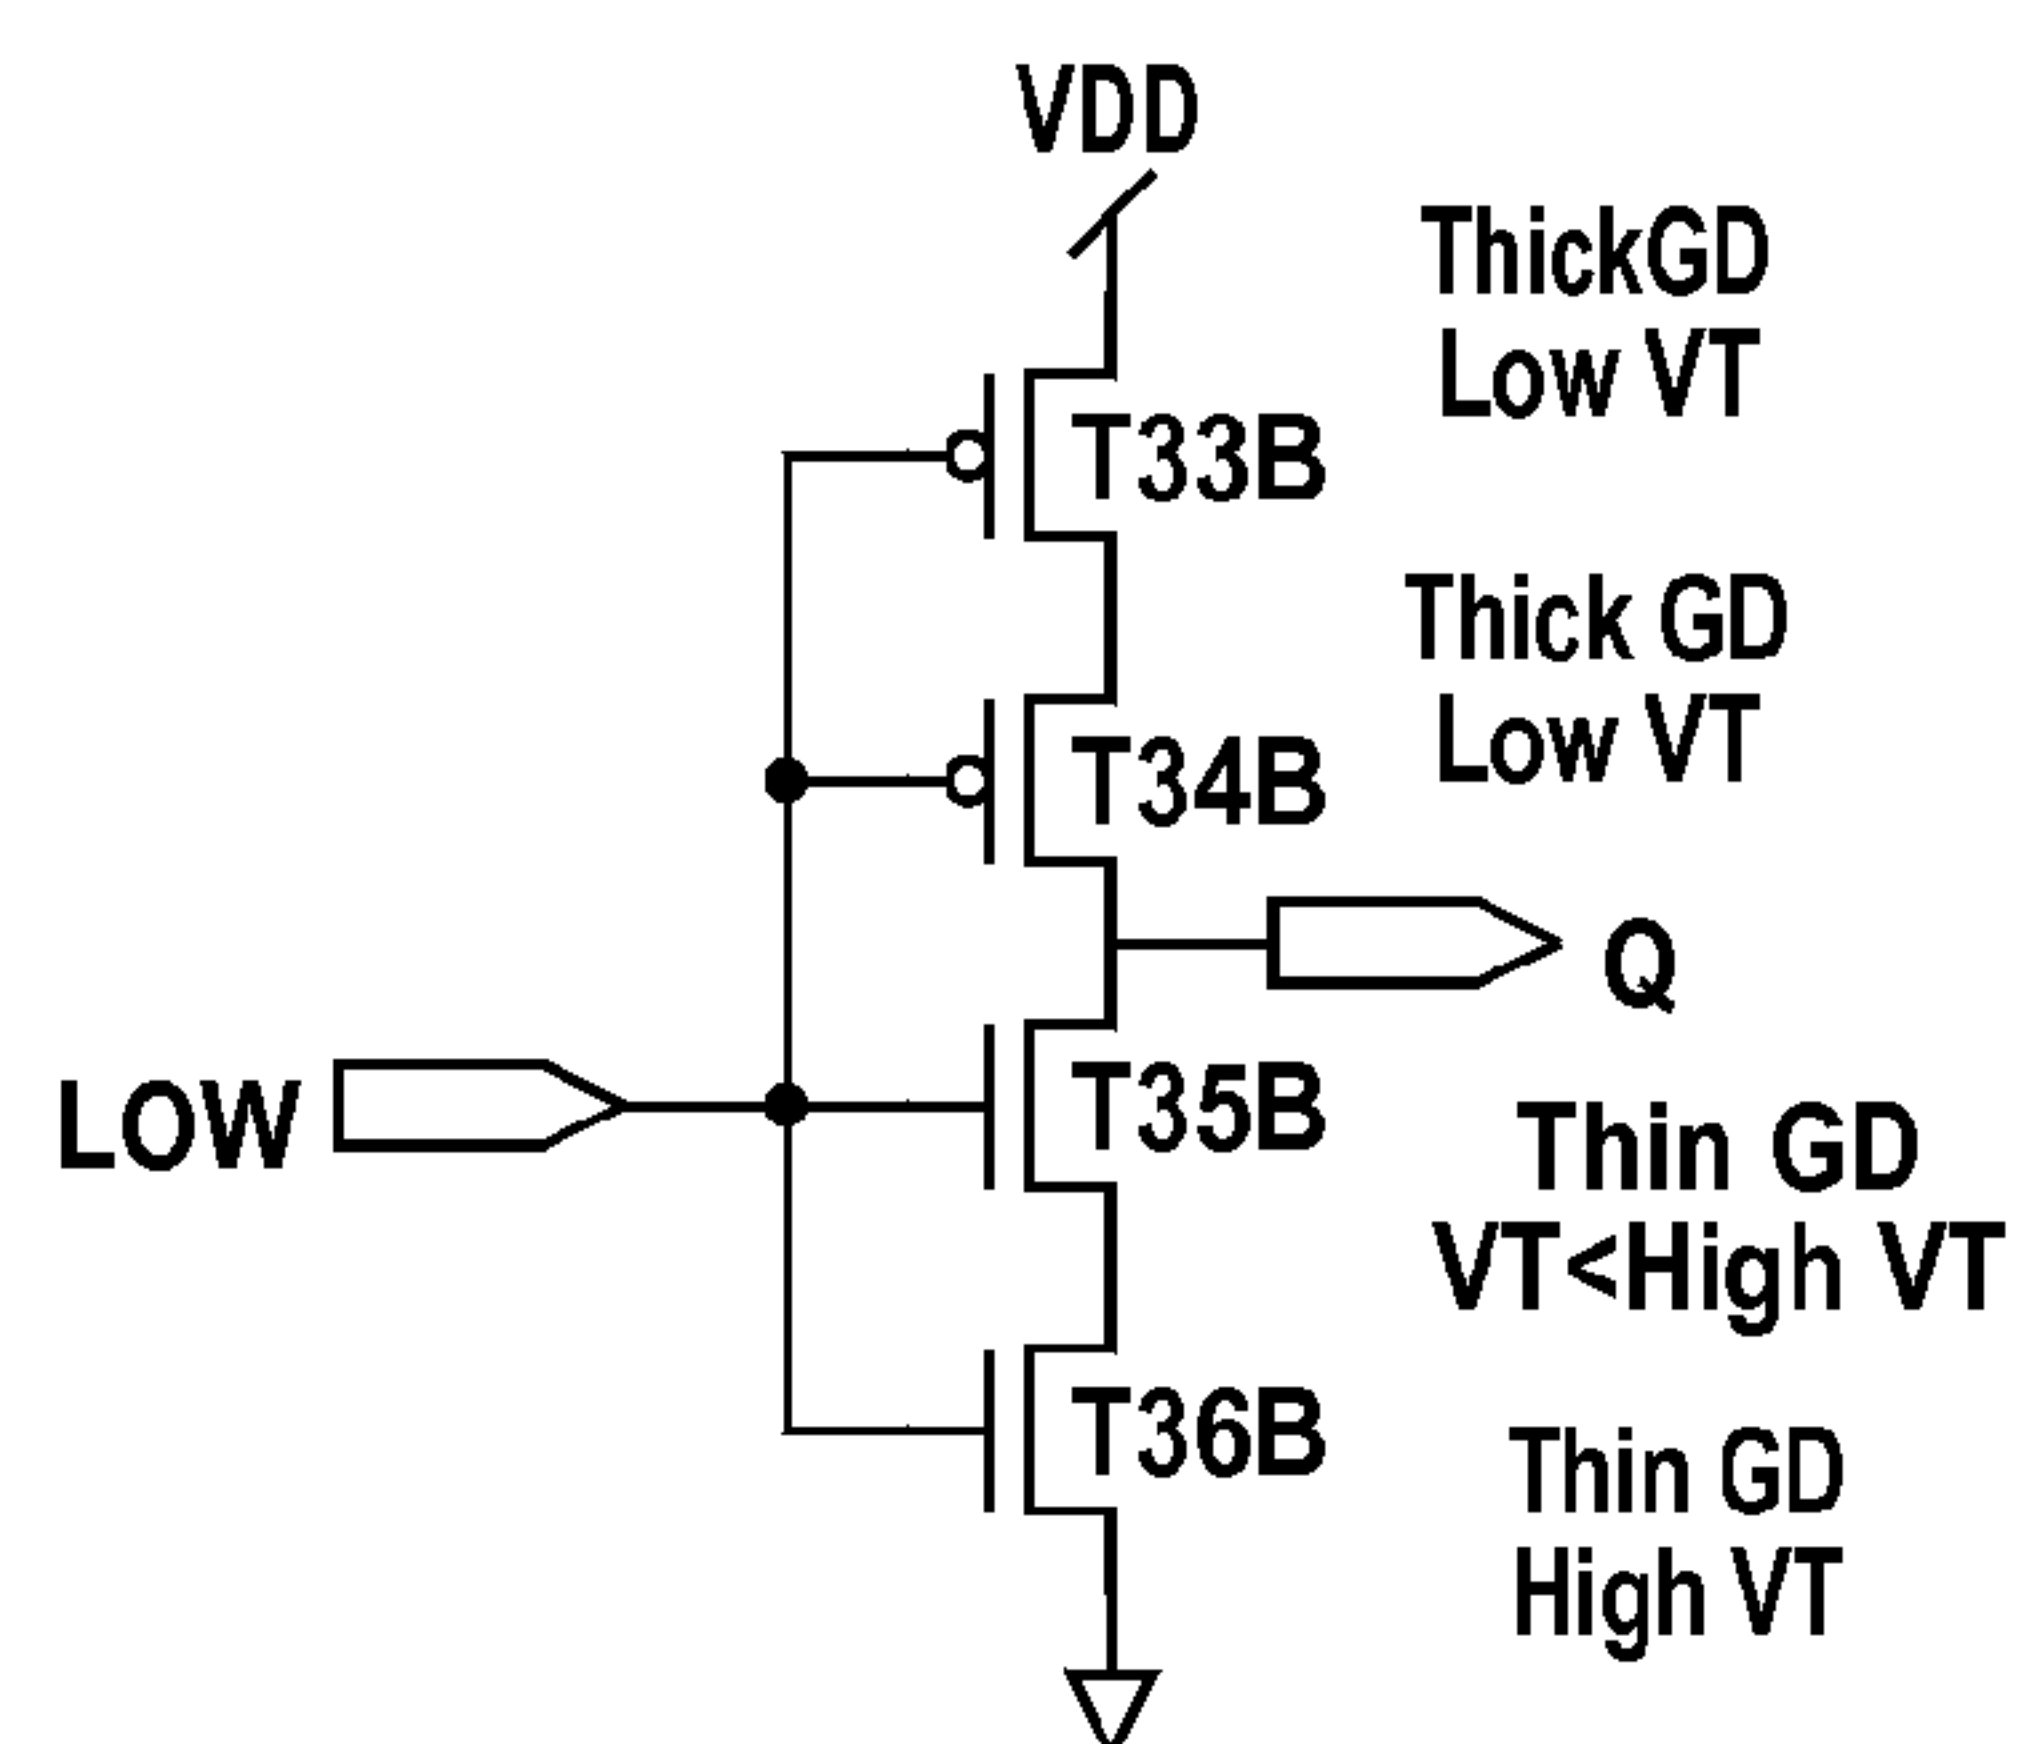 VDD
ThickGD
Low VT
T33B
Thick GD
Low VT
T34B
Q
LOW
T35B
Thin GD
VT<High VT
T36B
Thin GD
High VT